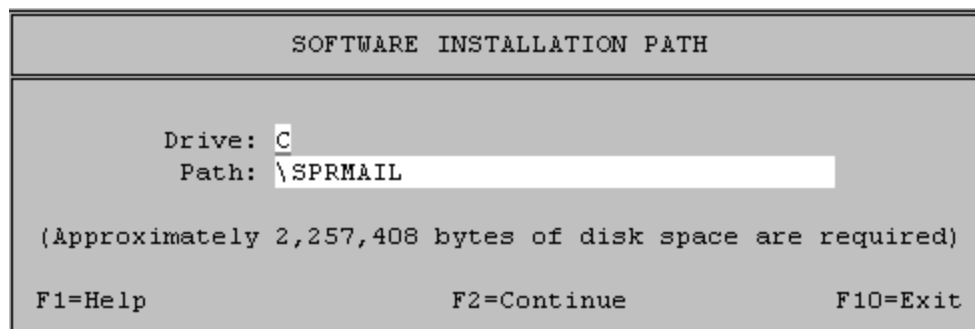 SOFTWARE INSTALLATION PATH
Drive: C
Path: \SPRMAIL
(Approximately 2,257,408 bytes of disk space are required)
F1=Help F2=Continue F10=Exit